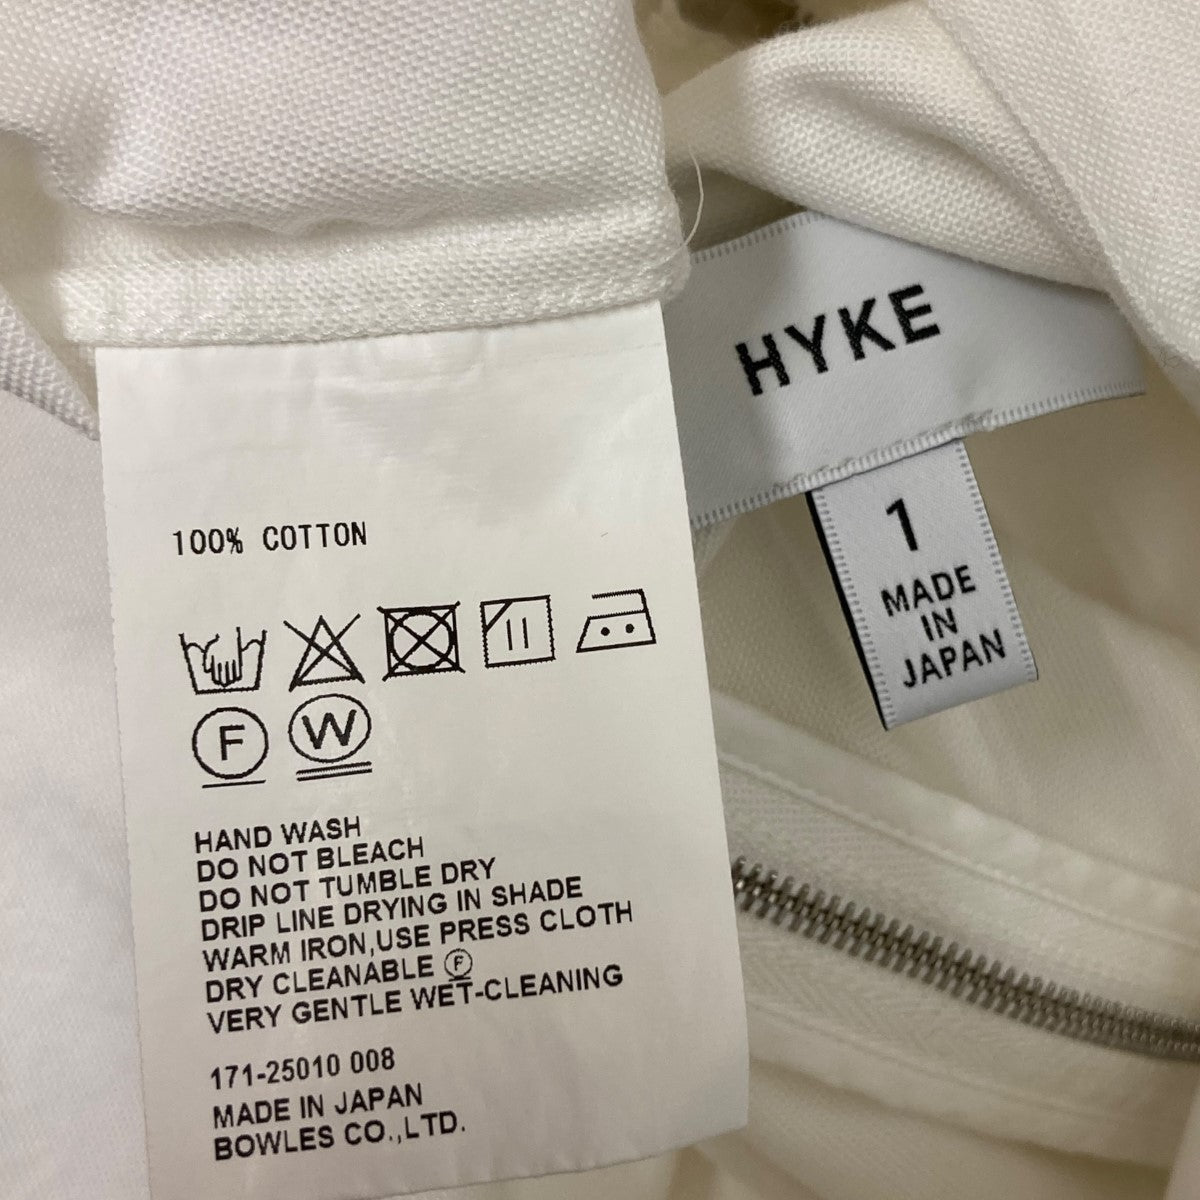 100% COTTON
F W
HAND WASH
DO NOT BLEACH
DO NOT TUMBLE DRY
DRIP LINE DRYING IN SHADE
WARM IRON,USE PRESS CLOTH
DRY CLEANABLE Ⓕ
VERY GENTLE WET-CLEANING
171-25010 008
MADE IN JAPAN
BOWLES CO.,LTD.
HYKE
1
MADE
IN
JAPAN